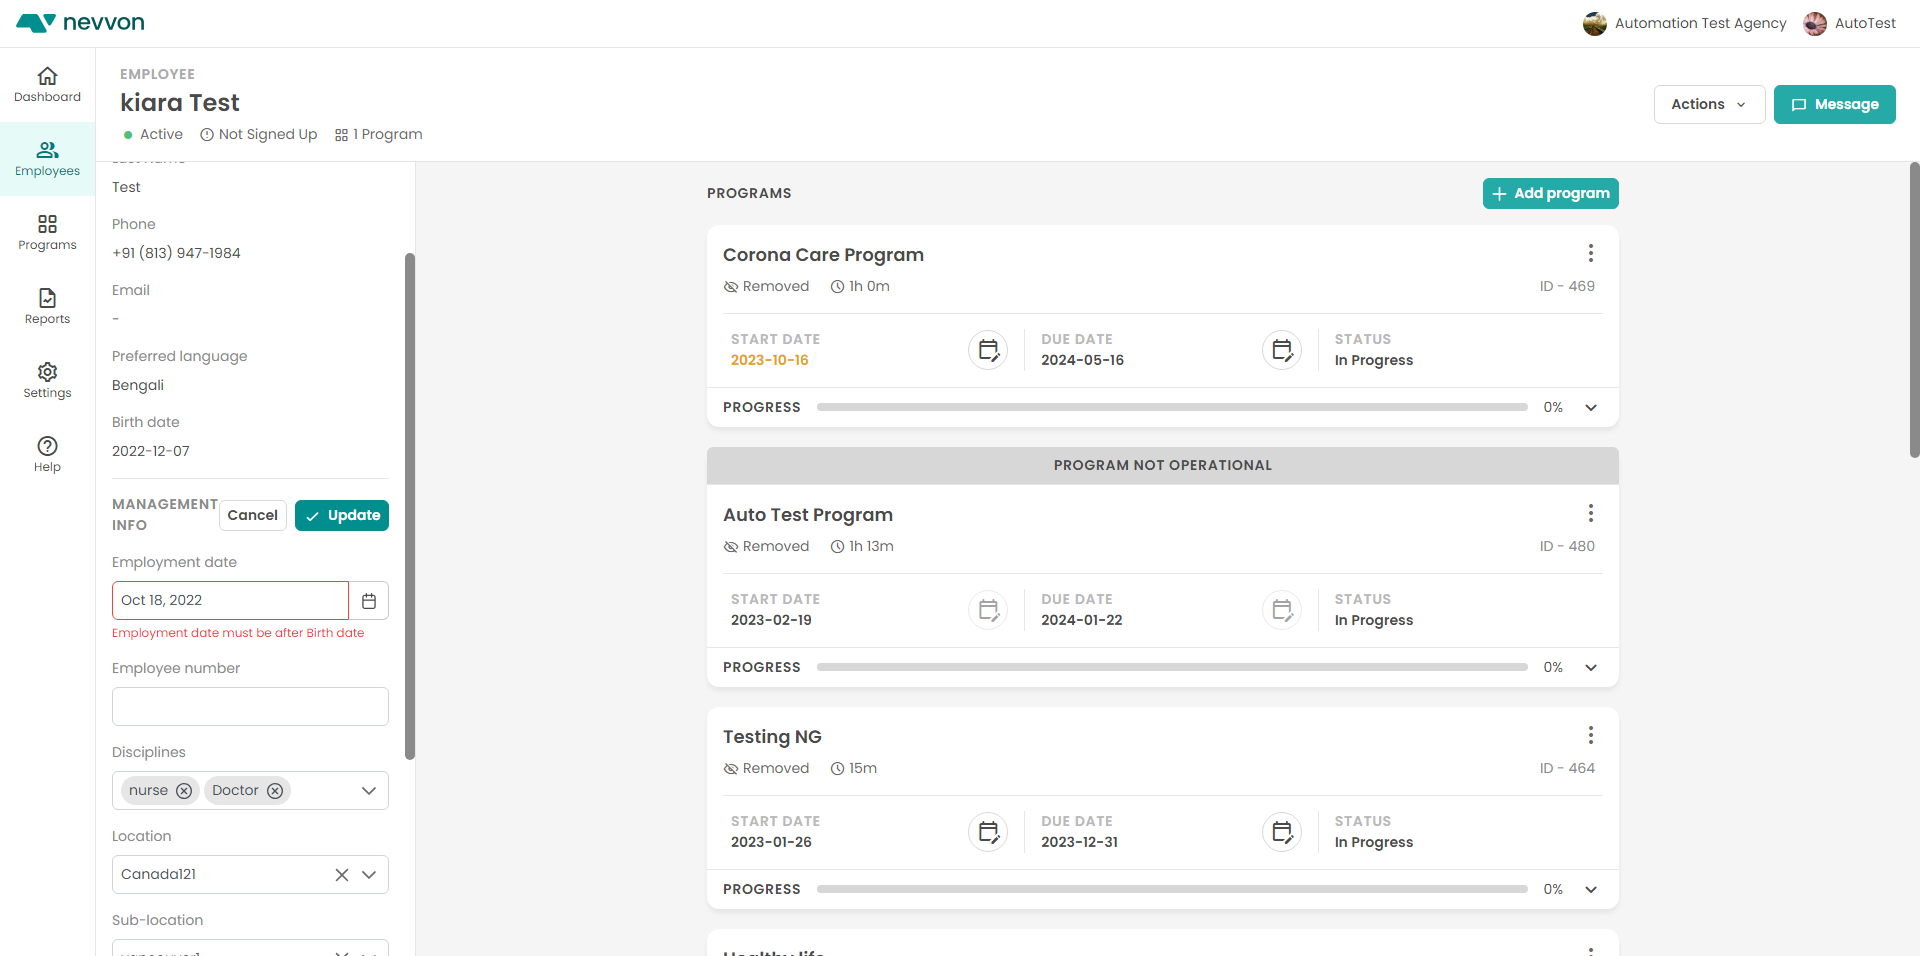 nevvon
Automation Test Agency
AutoTest
Dashboard
Employees
Programs
Reports
Settings
Help
EMPLOYEE
kiara Test
Active
Not Signed Up
1 Program
Actions
Message
Last Name
Test
Phone
+91 (813) 947-1984
Email
-
Preferred language
Bengali
Birth date
2022-12-07
MANAGEMENT
INFO
Cancel
Update
Employment date
Oct 18, 2022
Employment date must be after Birth date
Employee number
Disciplines
nurse
Doctor
Location
Canada121
Sub-location
PROGRAMS
Add program
Corona Care Program
Removed
1h 0m
ID - 469
START DATE
2023-10-16
DUE DATE
2024-05-16
STATUS
In Progress
PROGRESS
0%
PROGRAM NOT OPERATIONAL
Auto Test Program
Removed
1h 13m
ID - 480
START DATE
2023-02-19
DUE DATE
2024-01-22
STATUS
In Progress
PROGRESS
0%
Testing NG
Removed
15m
ID - 464
START DATE
2023-01-26
DUE DATE
2023-12-31
STATUS
In Progress
PROGRESS
0%
Healthy life